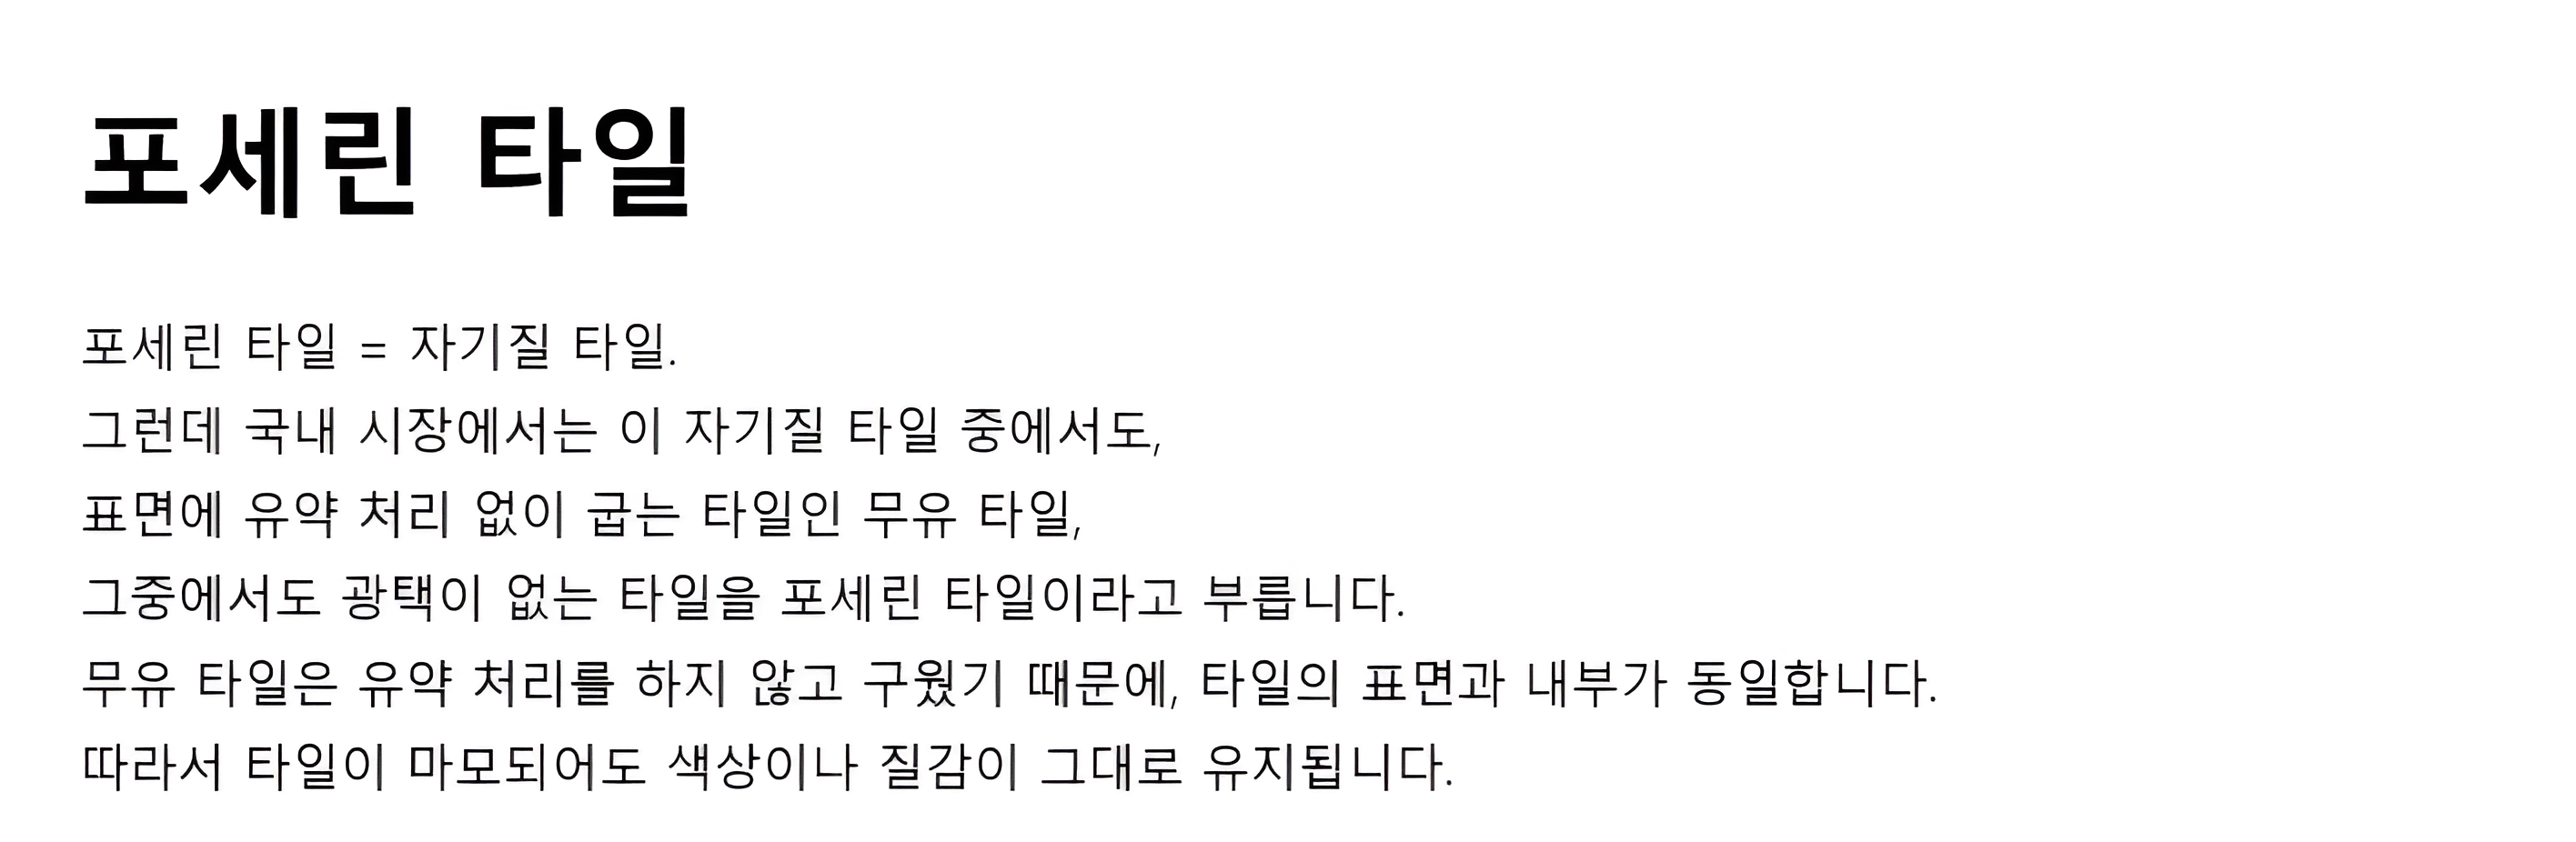 포세린 타일
포세린 타일 = 자기질 타일.
그런데 국내 시장에서는 이 자기질 타일 중에서도,
표면에 유약 처리 없이 굽는 타일인 무유 타일,
그중에서도 광택이 없는 타일을 포세린 타일이라고 부릅니다.
무유 타일은 유약 처리를 하지 않고 구웠기 때문에, 타일의 표면과 내부가 동일합니다.
따라서 타일이 마모되어도 색상이나 질감이 그대로 유지됩니다.